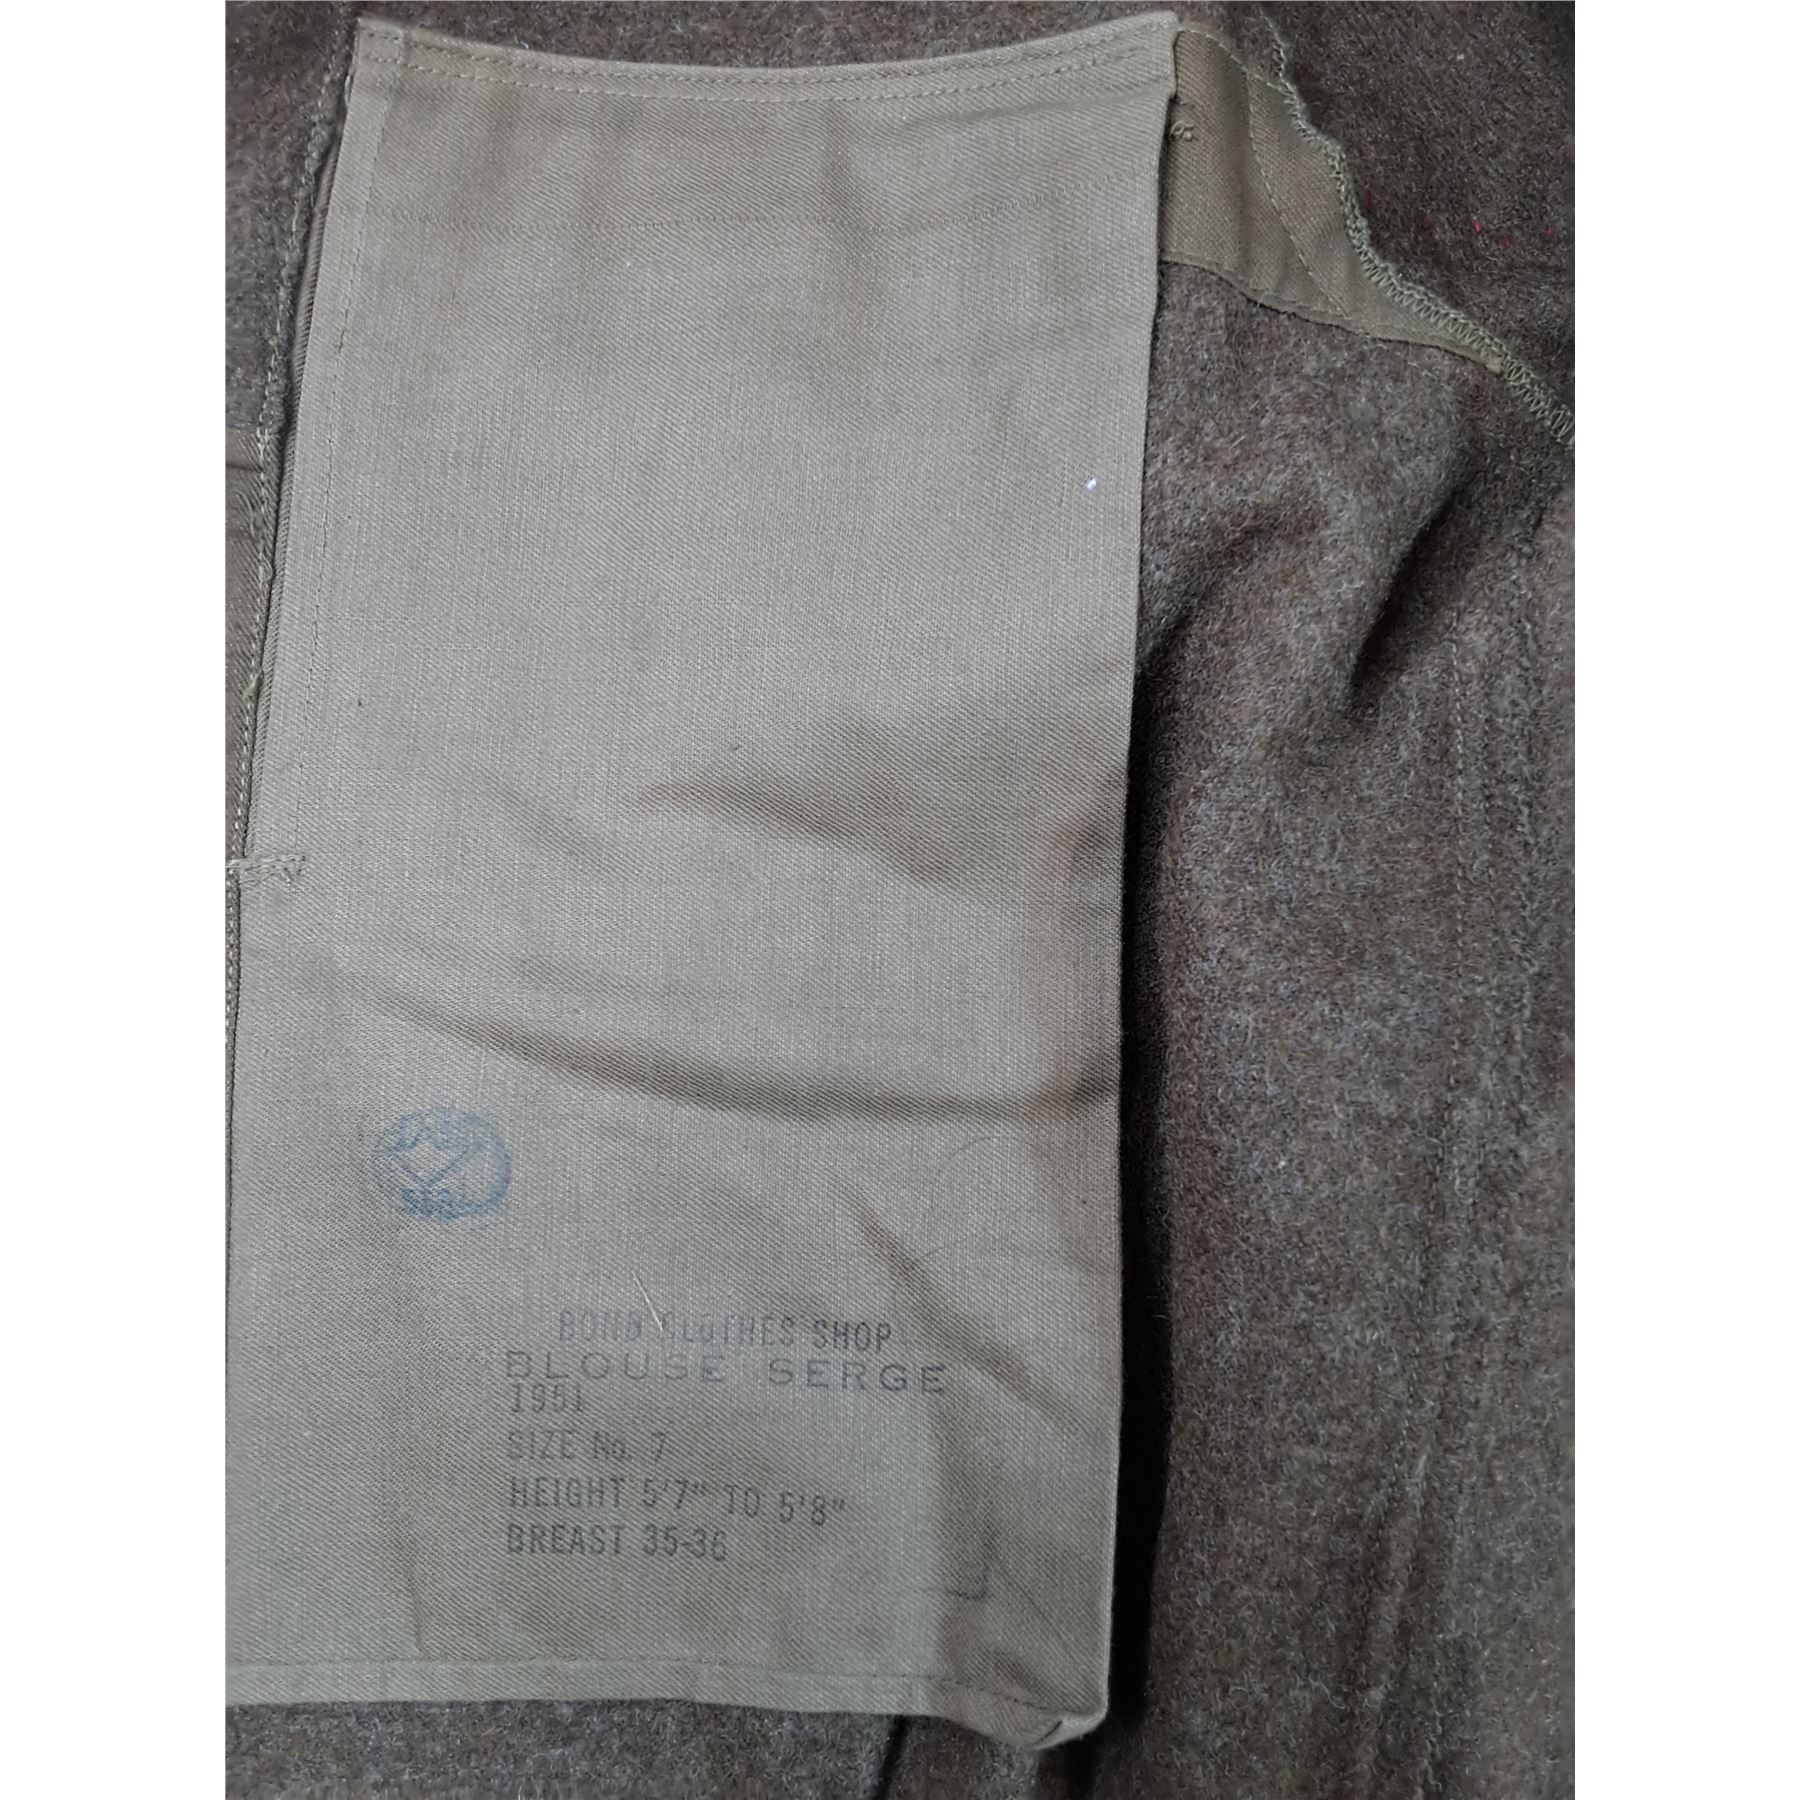 BOND CLOTHES SHOP
BLOUSE SERGE
1951
SIZE No. 7
HEIGHT 5'7" TO 5'8"
BREAST 35-36